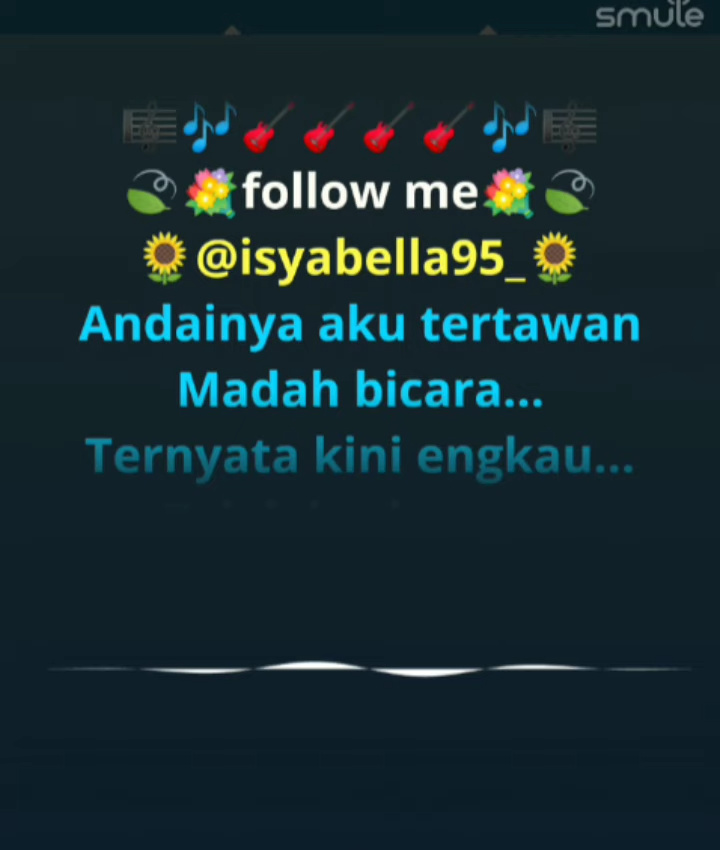 smule
🎼🎶🎸🎸🎸🎸🎶🎼
🍃💐follow me💐🍃
🌻@isyabella95_🌻
Andainya aku tertawan
Madah bicara...
Ternyata kini engkau...